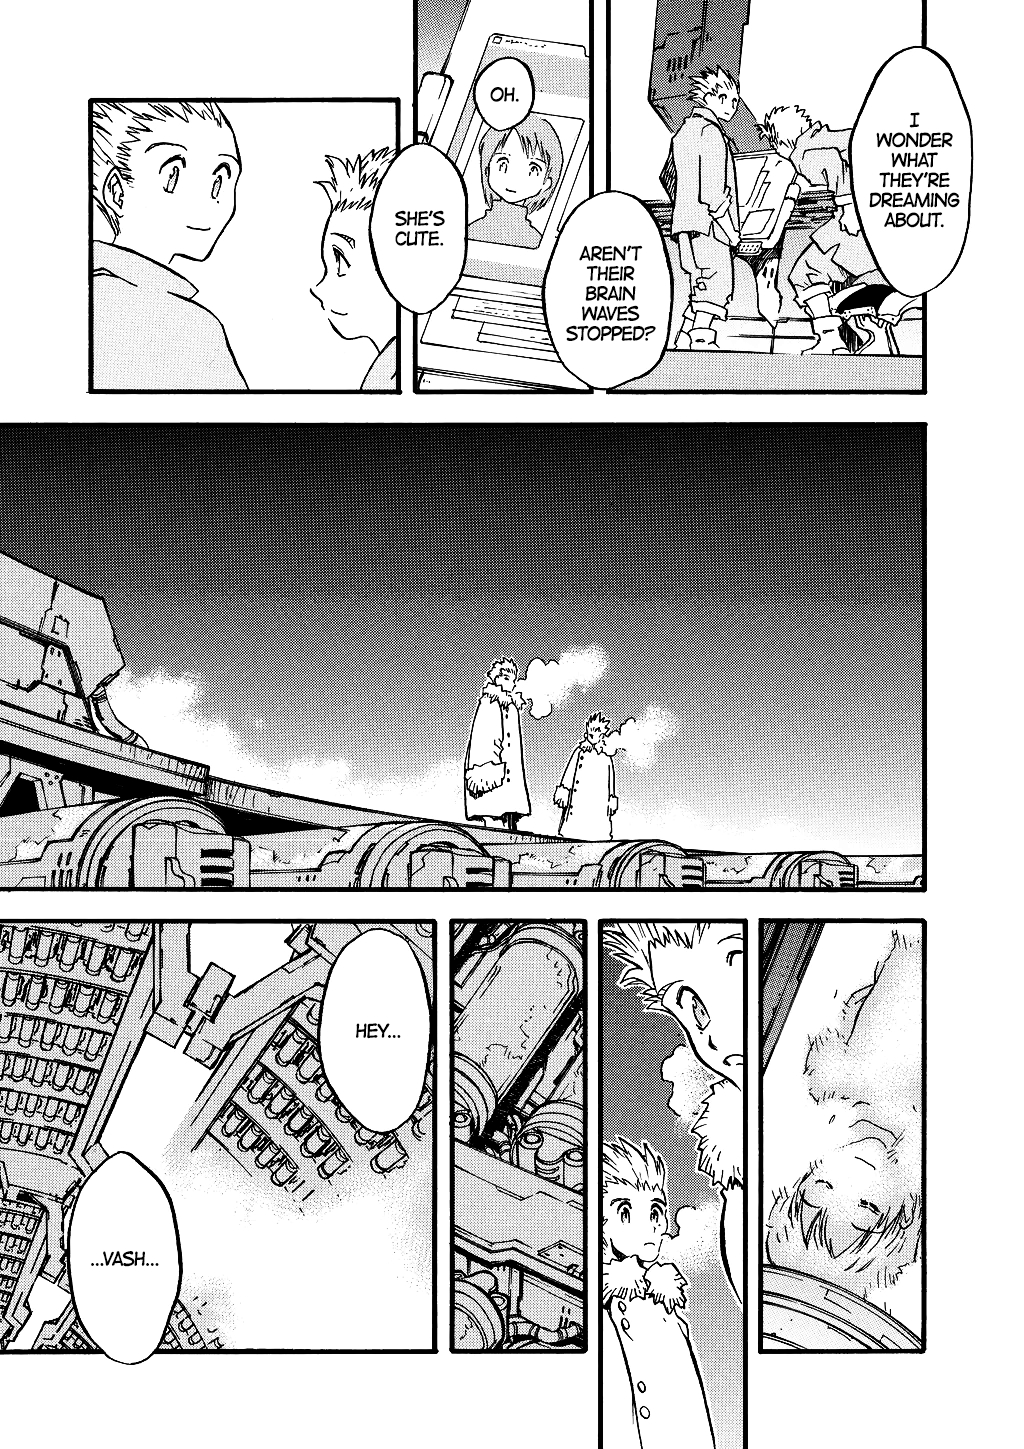 I
WONDER
WHAT
THEY'RE
DREAMING
ABOUT.
AREN'T
THEIR
BRAIN
WAVES
STOPPED?
OH.
SHE'S
CUTE.
HEY...
...VASH...